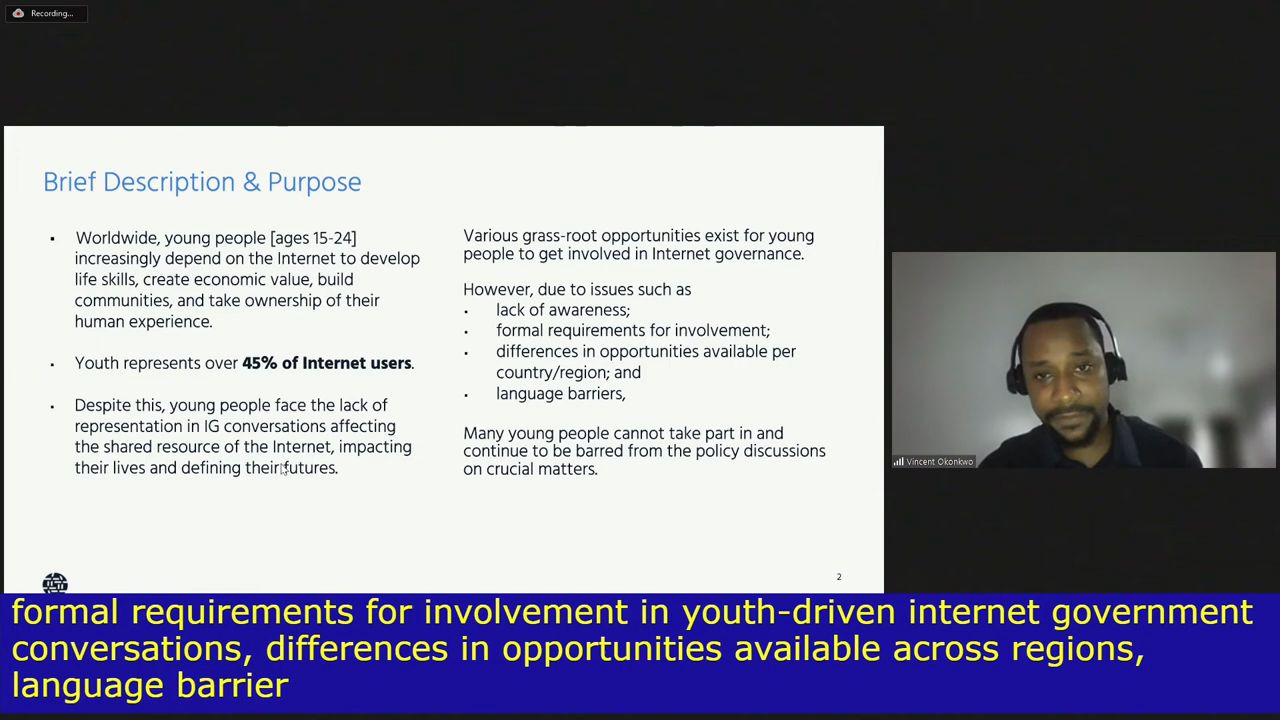 Recording...
Brief Description & Purpose
▪ Worldwide, young people [ages 15-24]
increasingly depend on the Internet to develop
life skills, create economic value, build
communities, and take ownership of their
human experience.
▪ Youth represents over 45% of Internet users.
▪ Despite this, young people face the lack of
representation in IG conversations affecting
the shared resource of the Internet, impacting
their lives and defining their futures.
Various grass-root opportunities exist for young
people to get involved in Internet governance.
However, due to issues such as
▪ lack of awareness;
▪ formal requirements for involvement;
▪ differences in opportunities available per
country/region; and
▪ language barriers,
Many young people cannot take part in and
continue to be barred from the policy discussions
on crucial matters.
2
Vincent Okonkwo
formal requirements for involvement in youth-driven internet government
conversations, differences in opportunities available across regions,
language barrier